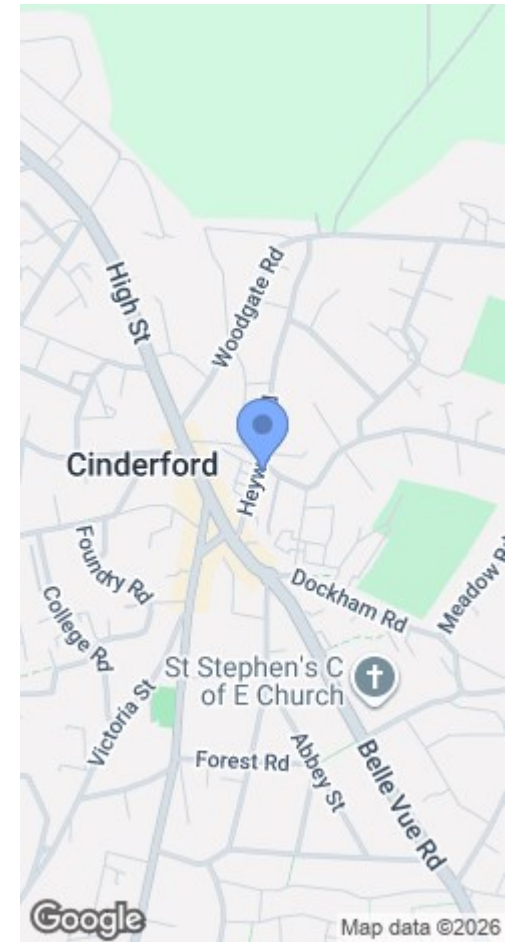 High St
Woodgate Rd
Cinderford
Foundry Rd
College Rd
Dockham Rd
Meadow
St Stephen's C
of E Church
Victoria St
Forest Rd
Abbey St
Belle Vue Rd
Google
Map data ©2026